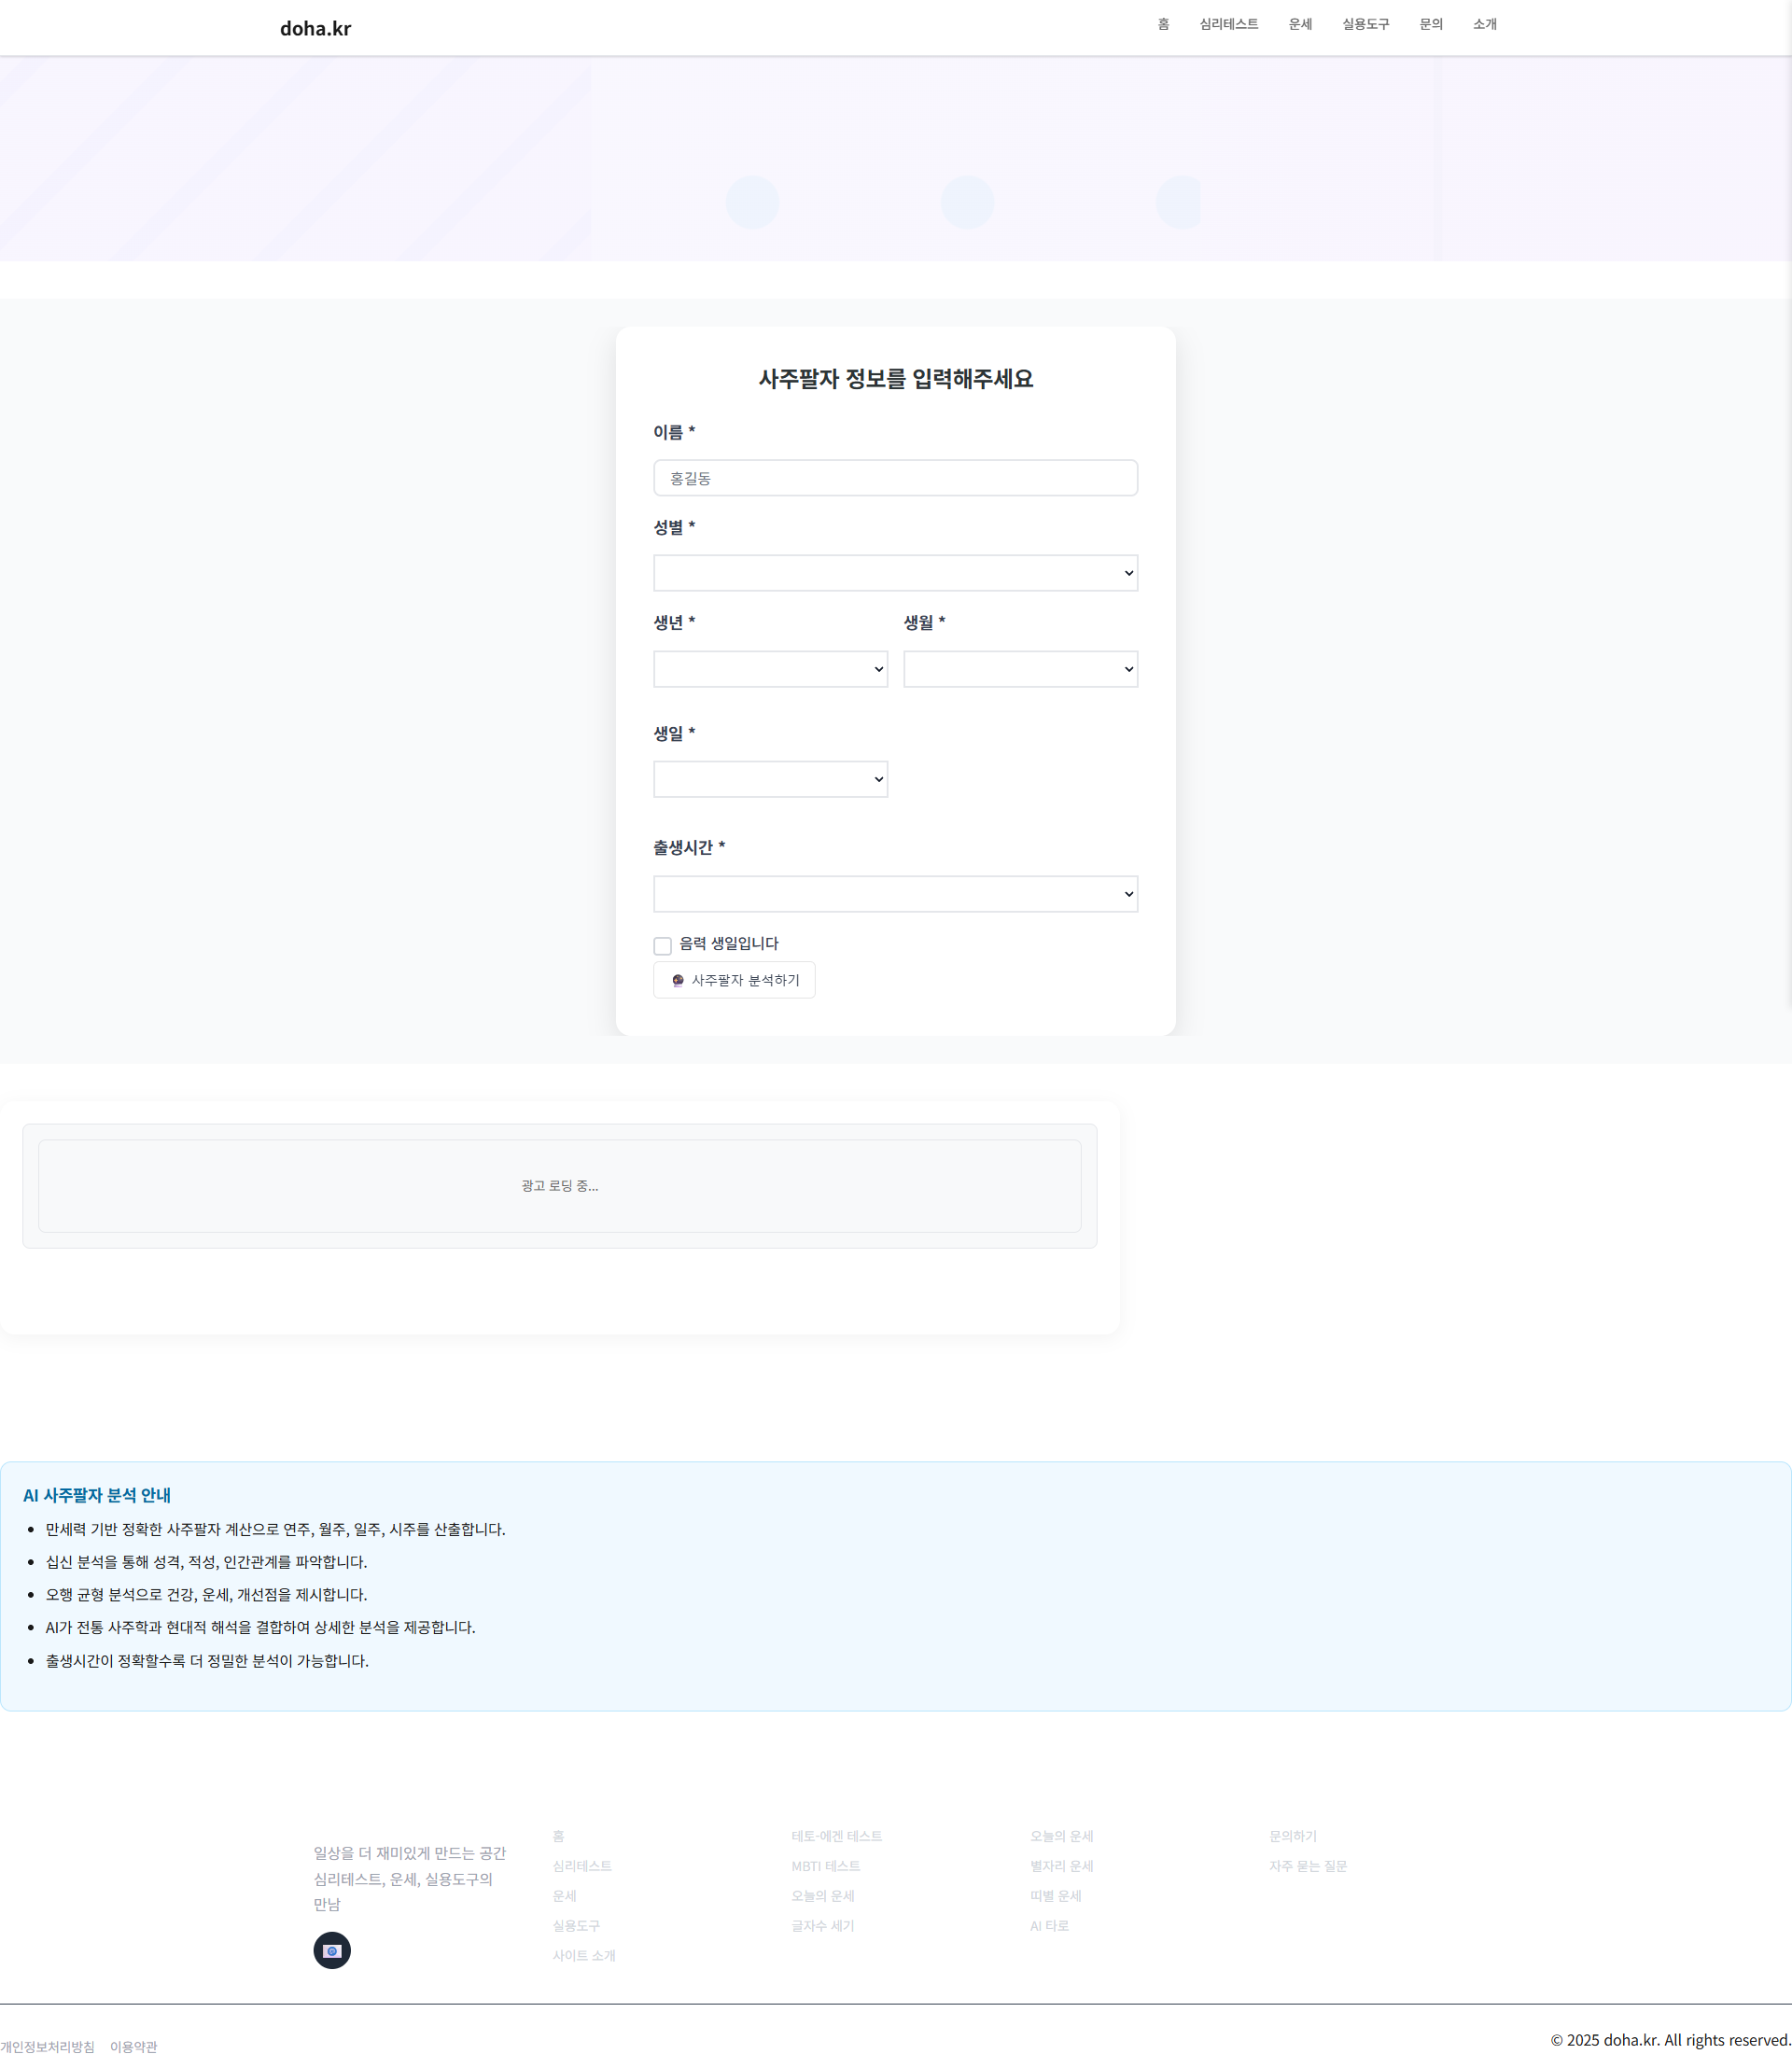 doha.kr
홈 심리테스트 운세 실용도구 문의 소개
사주팔자 정보를 입력해주세요
이름 *
홍길동
성별 *
생년 * 생월 *
생일 *
출생시간 *
음력 생일입니다
사주팔자 분석하기
광고 로딩 중...
AI 사주팔자 분석 안내
만세력 기반 정확한 사주팔자 계산으로 연주, 월주, 일주, 시주를 산출합니다.
십신 분석을 통해 성격, 적성, 인간관계를 파악합니다.
오행 균형 분석으로 건강, 운세, 개선점을 제시합니다.
AI가 전통 사주학과 현대적 해석을 결합하여 상세한 분석을 제공합니다.
출생시간이 정확할수록 더 정밀한 분석이 가능합니다.
일상을 더 재미있게 만드는 공간
심리테스트, 운세, 실용도구의
만남
홈
심리테스트
운세
실용도구
사이트 소개
테토-에겐 테스트
MBTI 테스트
오늘의 운세
글자수 세기
오늘의 운세
별자리 운세
띠별 운세
AI 타로
문의하기
자주 묻는 질문
개인정보처리방침 이용약관
© 2025 doha.kr. All rights reserved.